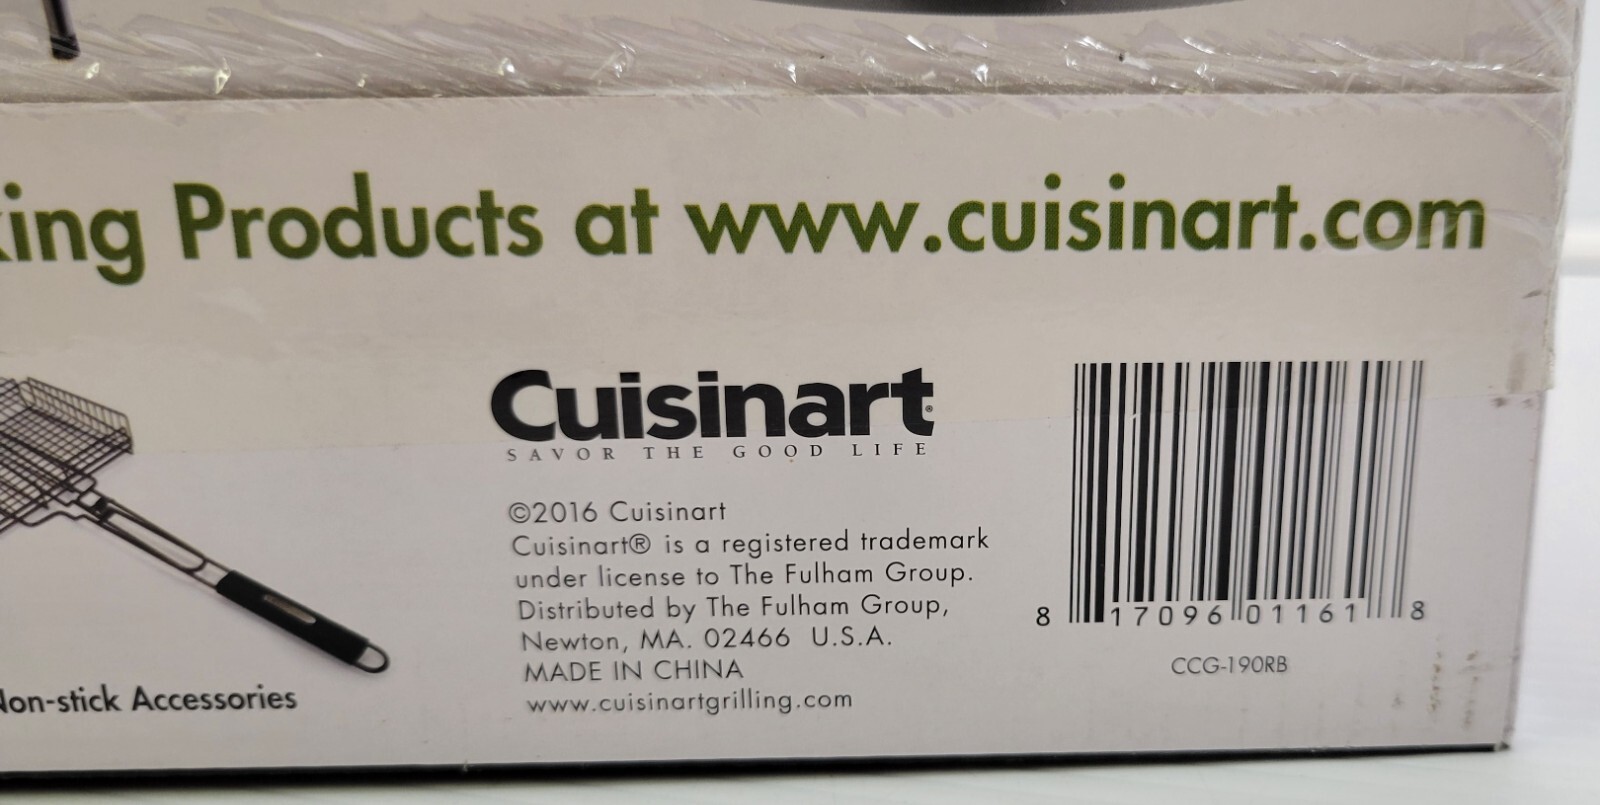 king Products at www.cuisinart.com
Cuisinart®
SAVOR THE GOOD LIFE
©2016 Cuisinart
Cuisinart® is a registered trademark
under license to The Fulham Group.
Distributed by The Fulham Group,
Newton, MA. 02466 U.S.A.
MADE IN CHINA
www.cuisinartgrilling.com
8 17096 01161 8
CCG-190RB
Non-stick Accessories